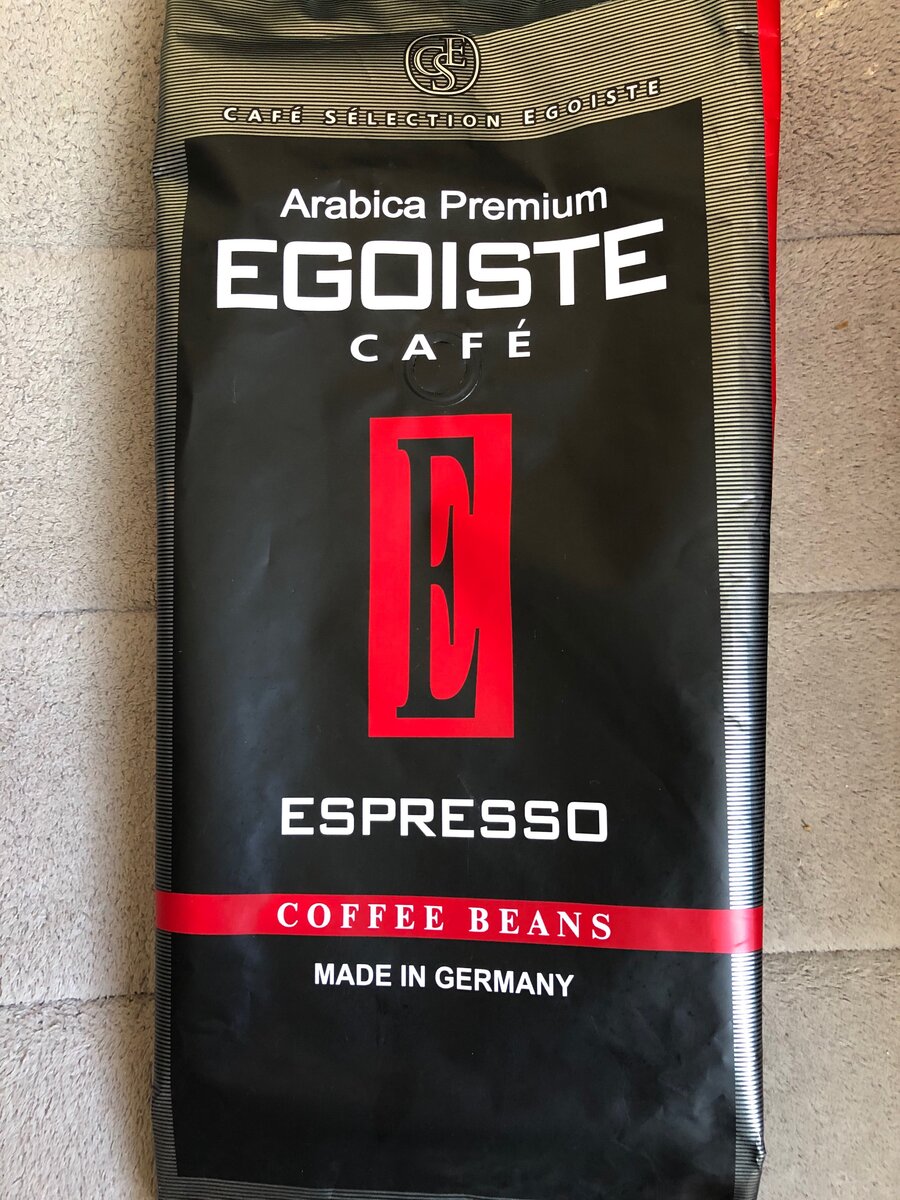 CSE
CAFÉ SÉLECTION EGOISTE
Arabica Premium
EGOISTE
CAFÉ
E
ESPRESSO
COFFEE BEANS
MADE IN GERMANY